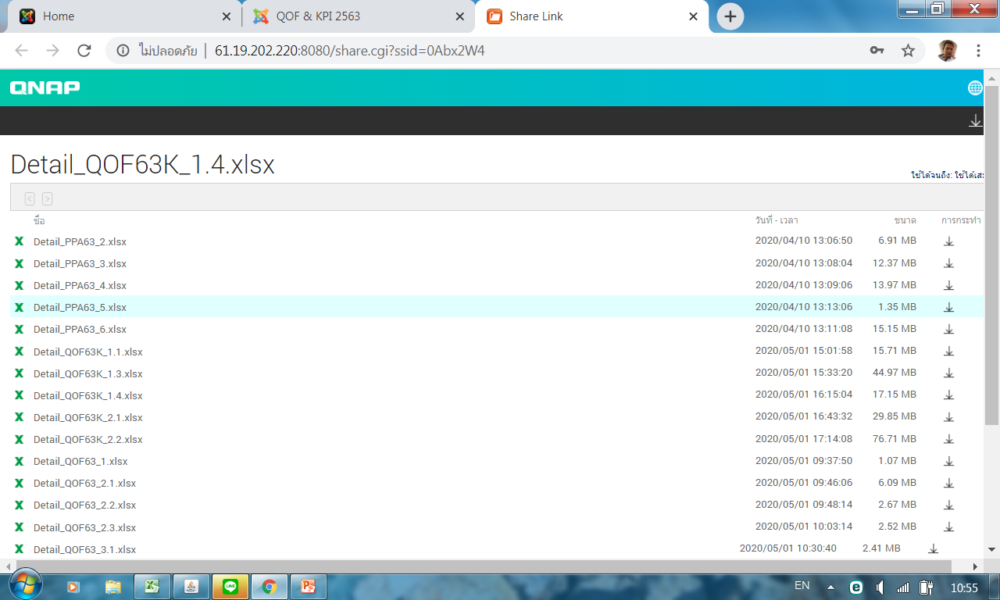 Home
QOF & KPI 2563
Share Link
ไม่ปลอดภัย | 61.19.202.220:8080/share.cgi?ssid=0Abx2W4
QNAP
Detail_QOF63K_1.4.xlsx
ใช้ได้จนถึง: ใช้ได้เสม
ชื่อ วันที่ - เวลา ขนาด การกระทำ
Detail_PPA63_2.xlsx 2020/04/10 13:06:50 6.91 MB
Detail_PPA63_3.xlsx 2020/04/10 13:08:04 12.37 MB
Detail_PPA63_4.xlsx 2020/04/10 13:09:06 13.97 MB
Detail_PPA63_5.xlsx 2020/04/10 13:13:06 1.35 MB
Detail_PPA63_6.xlsx 2020/04/10 13:11:08 15.15 MB
Detail_QOF63K_1.1.xlsx 2020/05/01 15:01:58 15.71 MB
Detail_QOF63K_1.3.xlsx 2020/05/01 15:33:20 44.97 MB
Detail_QOF63K_1.4.xlsx 2020/05/01 16:15:04 17.15 MB
Detail_QOF63K_2.1.xlsx 2020/05/01 16:43:32 29.85 MB
Detail_QOF63K_2.2.xlsx 2020/05/01 17:14:08 76.71 MB
Detail_QOF63_1.xlsx 2020/05/01 09:37:50 1.07 MB
Detail_QOF63_2.1.xlsx 2020/05/01 09:46:06 6.09 MB
Detail_QOF63_2.2.xlsx 2020/05/01 09:48:14 2.67 MB
Detail_QOF63_2.3.xlsx 2020/05/01 10:03:14 2.52 MB
Detail_QOF63_3.1.xlsx 2020/05/01 10:30:40 2.41 MB
LINE
EN 10:55